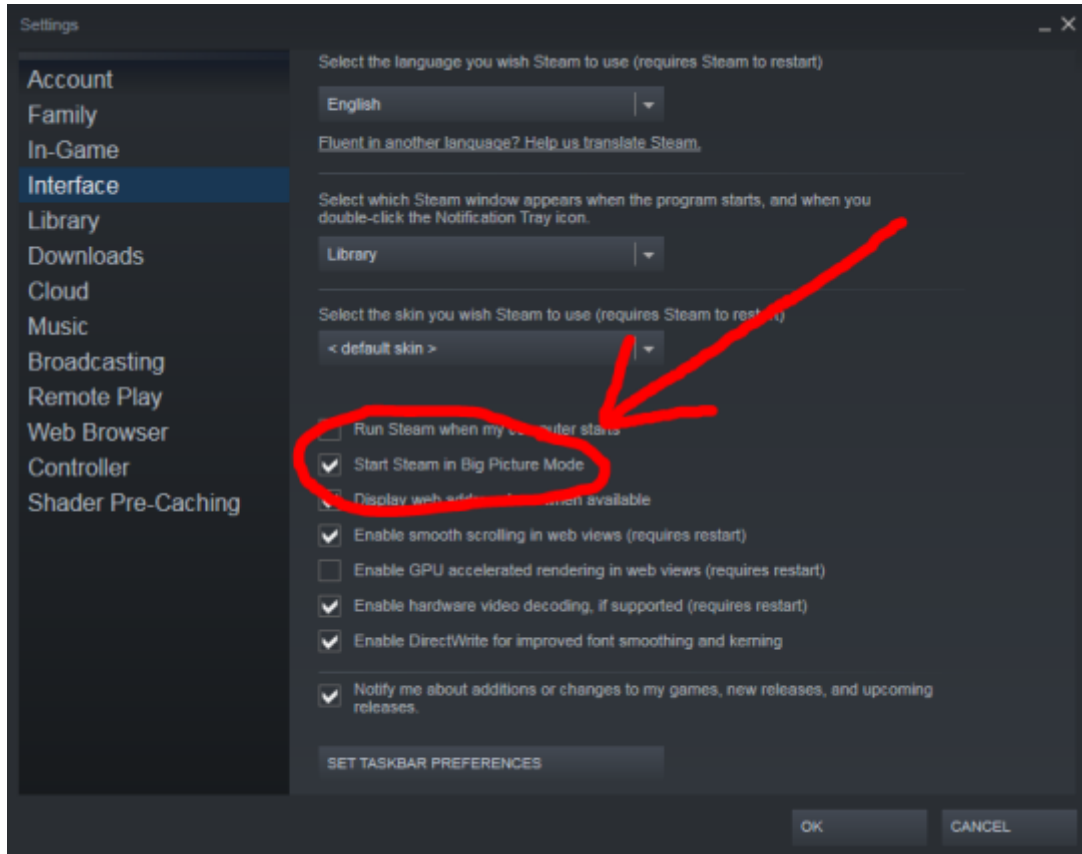 Settings
Account
Family
In-Game
Interface
Library
Downloads
Cloud
Music
Broadcasting
Remote Play
Web Browser
Controller
Shader Pre-Caching
Select the language you wish Steam to use (requires Steam to restart)
English
Fluent in another language? Help us translate Steam.
Select which Steam window appears when the program starts, and when you
double-click the Notification Tray icon.
Library
Select the skin you wish Steam to use (requires Steam to restart)
< default skin >
Run Steam when my computer starts
Start Steam in Big Picture Mode
Display web when available
Enable smooth scrolling in web views (requires restart)
Enable GPU accelerated rendering in web views (requires restart)
Enable hardware video decoding, if supported (requires restart)
Enable DirectWrite for improved font smoothing and kerning
Notify me about additions or changes to my games, new releases, and upcoming
releases.
SET TASKBAR PREFERENCES
OK
CANCEL